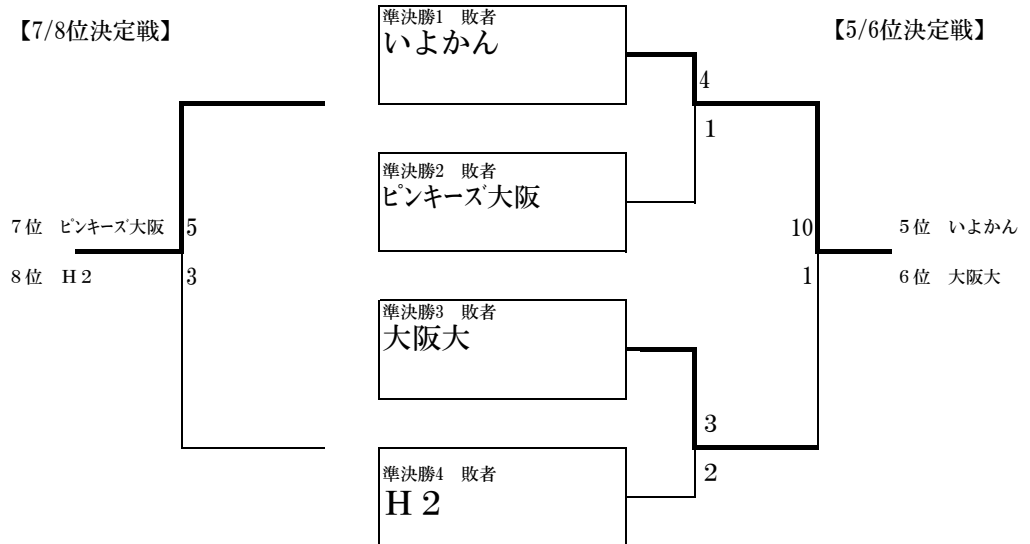 【7/8位決定戦】
準決勝1　敗者
いよかん
【5/6位決定戦】
4
1
準決勝2　敗者
ピンキーズ大阪
7位　ピンキーズ大阪
5
10
5位　いよかん
8位　Ｈ２
3
1
6位　大阪大
準決勝3　敗者
大阪大
3
2
準決勝4　敗者
Ｈ２